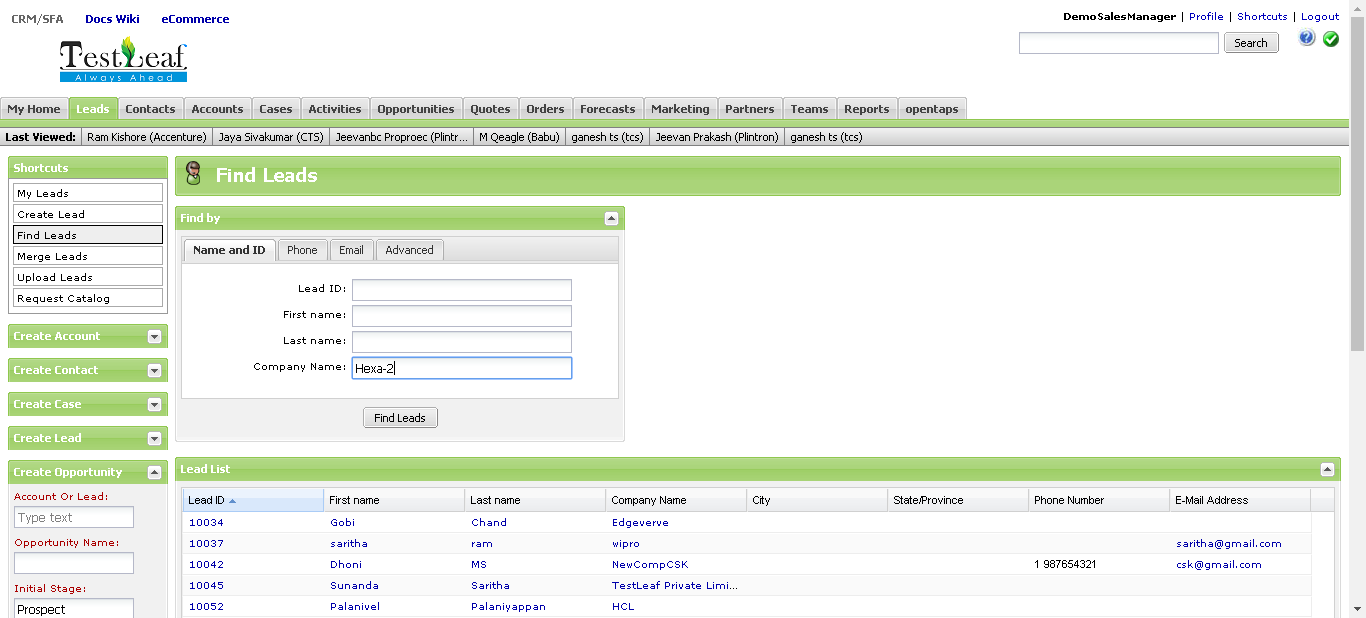 CRM/SFA Docs Wiki eCommerce
DemoSalesManager | Profile | Shortcuts | Logout
Search
TestLeaf
Always Ahead
My Home Leads Contacts Accounts Cases Activities Opportunities Quotes Orders Forecasts Marketing Partners Teams Reports opentaps
Last Viewed: Ram Kishore (Accenture) Jaya Sivakumar (CTS) Jeevanbc Proproec (Plintr... M Qeagle (Babu) ganesh ts (tcs) Jeevan Prakash (Plintron) ganesh ts (tcs)
Shortcuts
My Leads
Create Lead
Find Leads
Merge Leads
Upload Leads
Request Catalog
Create Account
Create Contact
Create Case
Create Lead
Create Opportunity
Account Or Lead:
Type text
Opportunity Name:
Initial Stage:
Prospect
Find Leads
Find by
Name and ID Phone Email Advanced
Lead ID:
First name:
Last name:
Company Name: Hexa-2
Find Leads
Lead List
Lead ID First name Last name Company Name City State/Province Phone Number E-Mail Address
10034 Gobi Chand Edgeverve
10037 saritha ram wipro saritha@gmail.com
10042 Dhoni MS NewCompCSK 1 987654321 csk@gmail.com
10045 Sunanda Saritha TestLeaf Private Limi...
10052 Palanivel Palaniyappan HCL